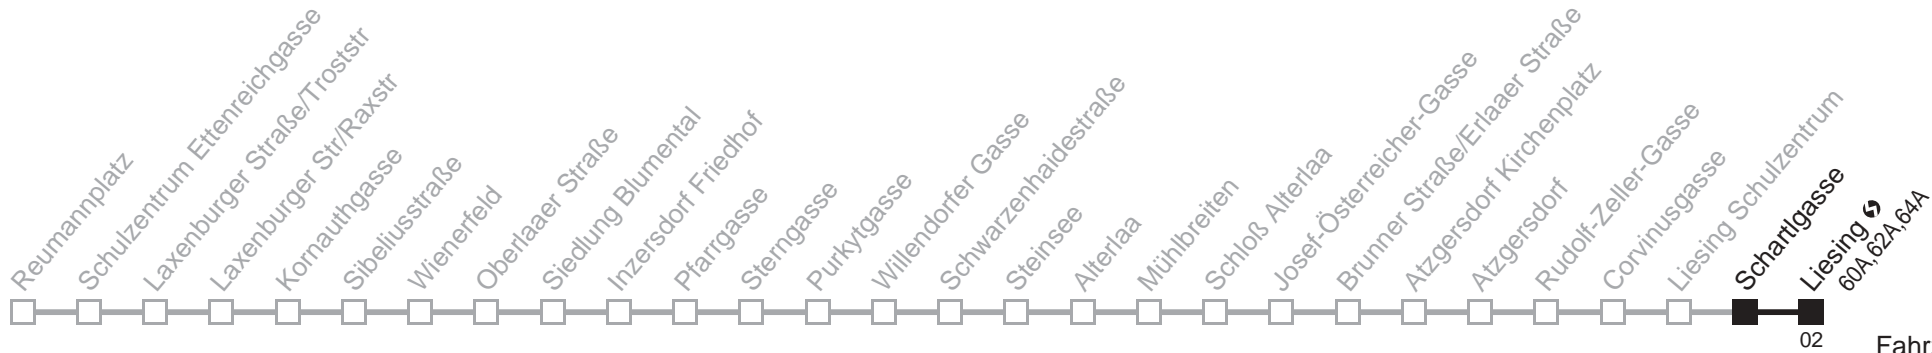 Reumannplatz
Schulzentrum Ettenreichgasse
Laxenburger Straße/Troststr
Laxenburger Str/Raxstr
Kornauthgasse
Sibeliusstraße
Wienerfeld
Oberlaaer Straße
Siedlung Blumental
Inzersdorf Friedhof
Pfarrgasse
Sterngasse
Purkytgasse
Willendorfer Gasse
Schwarzenhaidestraße
Steinsee
Alterlaa
Mühlbreiten
Schloß Alterlaa
Josef-Österreicher-Gasse
Brunner Straße/Erlaaer Straße
Atzgersdorf Kirchenplatz
Atzgersdorf
Rudolf-Zeller-Gasse
Corvinusgasse
Liesing Schulzentrum
Schartlgasse
Liesing
60A,62A,64A
02
Fahr